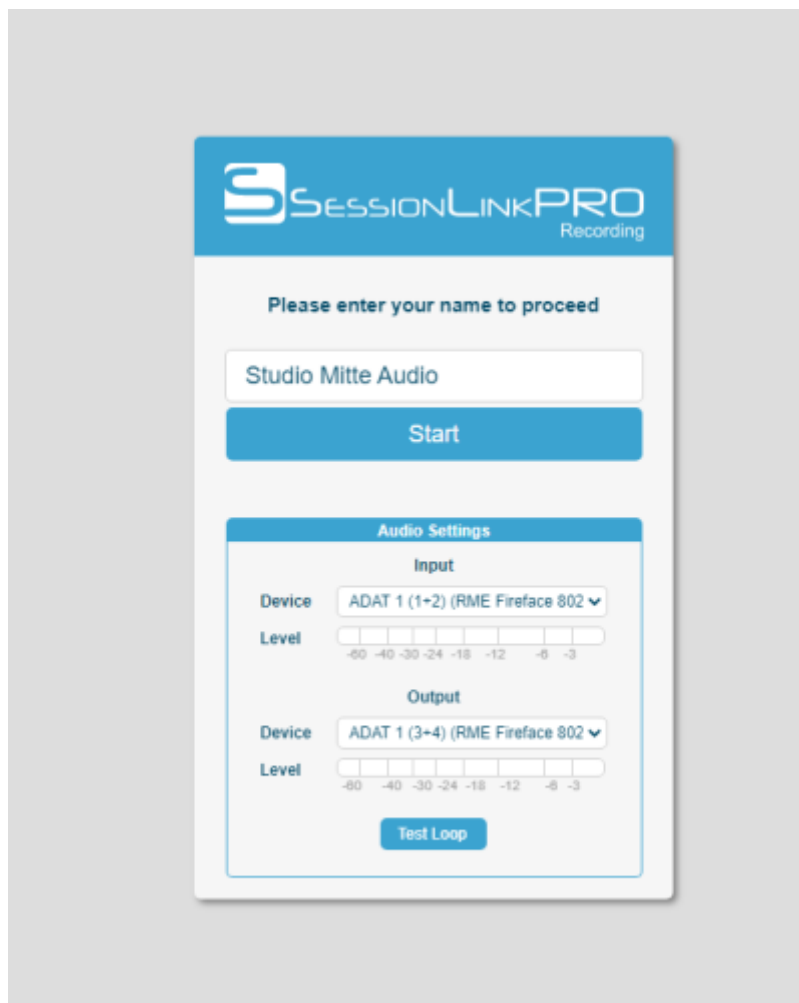 SESSIONLINKPRO
Recording
Please enter your name to proceed
Studio Mitte Audio
Start
Audio Settings
Input
Device ADAT 1 (1+2) (RME Fireface 802
Level
-60 -40 -30 -24 -18 -12 -6 -3
Output
Device ADAT 1 (3+4) (RME Fireface 802
Level
-60 -40 -30 -24 -18 -12 -6 -3
Test Loop